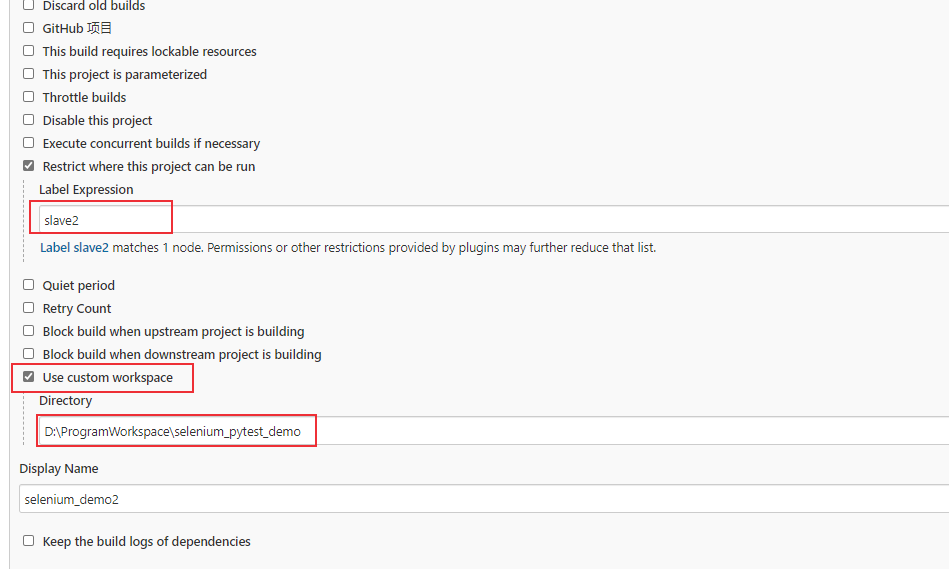 Discard old builds
GitHub 项目
This build requires lockable resources
This project is parameterized
Throttle builds
Disable this project
Execute concurrent builds if necessary
Restrict where this project can be run
Label Expression
slave2
Label slave2 matches 1 node. Permissions or other restrictions provided by plugins may further reduce that list.
Quiet period
Retry Count
Block build when upstream project is building
Block build when downstream project is building
Use custom workspace
Directory
D:\ProgramWorkspace\selenium_pytest_demo
Display Name
selenium_demo2
Keep the build logs of dependencies